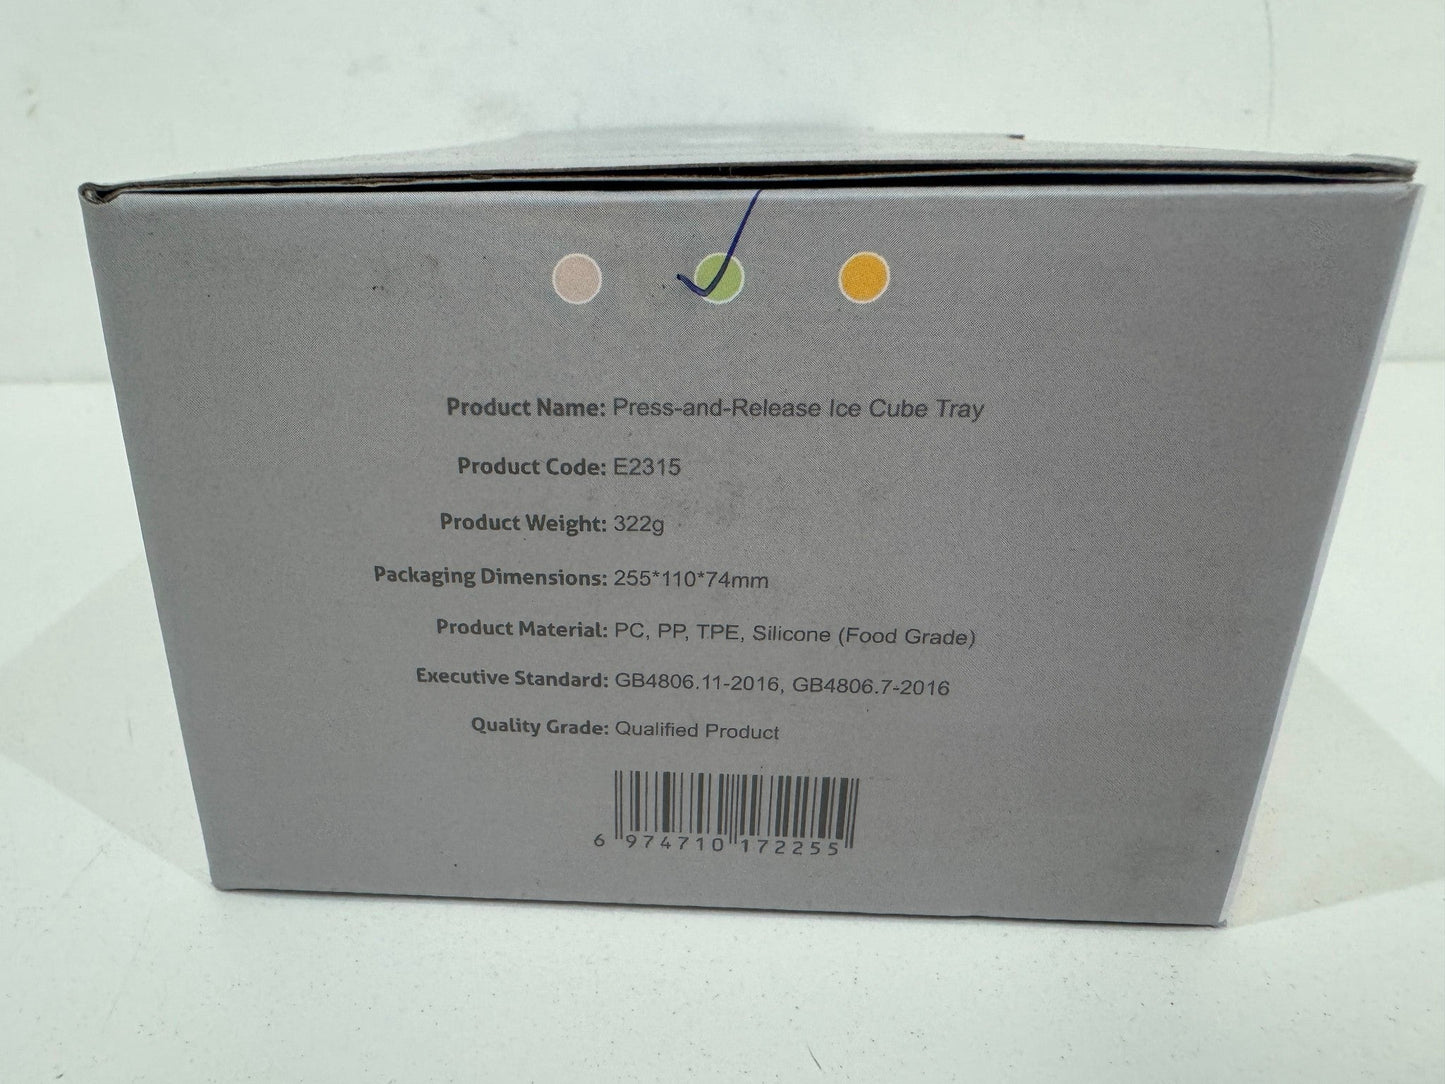 Product Name: Press-and-Release Ice Cube Tray
Product Code: E2315
Product Weight: 322g
Packaging Dimensions: 255*110*74mm
Product Material: PC, PP, TPE, Silicone (Food Grade)
Executive Standard: GB4806.11-2016, GB4806.7-2016
Quality Grade: Qualified Product
6 974710 172255